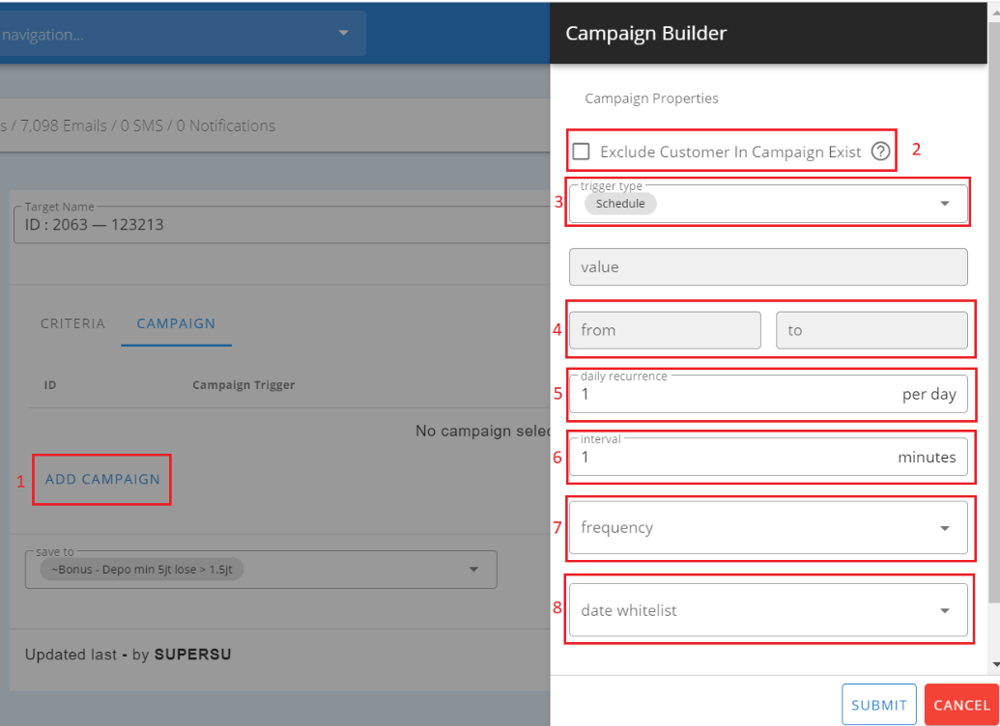 navigation...
s / 7,098 Emails / 0 SMS / 0 Notifications
Target Name
ID : 2063 — 123213
CRITERIA CAMPAIGN
ID Campaign Trigger
No campaign selec
1 ADD CAMPAIGN
save to
~Bonus - Depo min 5jt lose > 1.5jt
Updated last - by SUPERSU
Campaign Builder
Campaign Properties
Exclude Customer In Campaign Exist ? 2
trigger type
3 Schedule
value
4 from to
daily recurrence
5 1 per day
interval
6 1 minutes
7 frequency
8 date whitelist
SUBMIT CANCEL